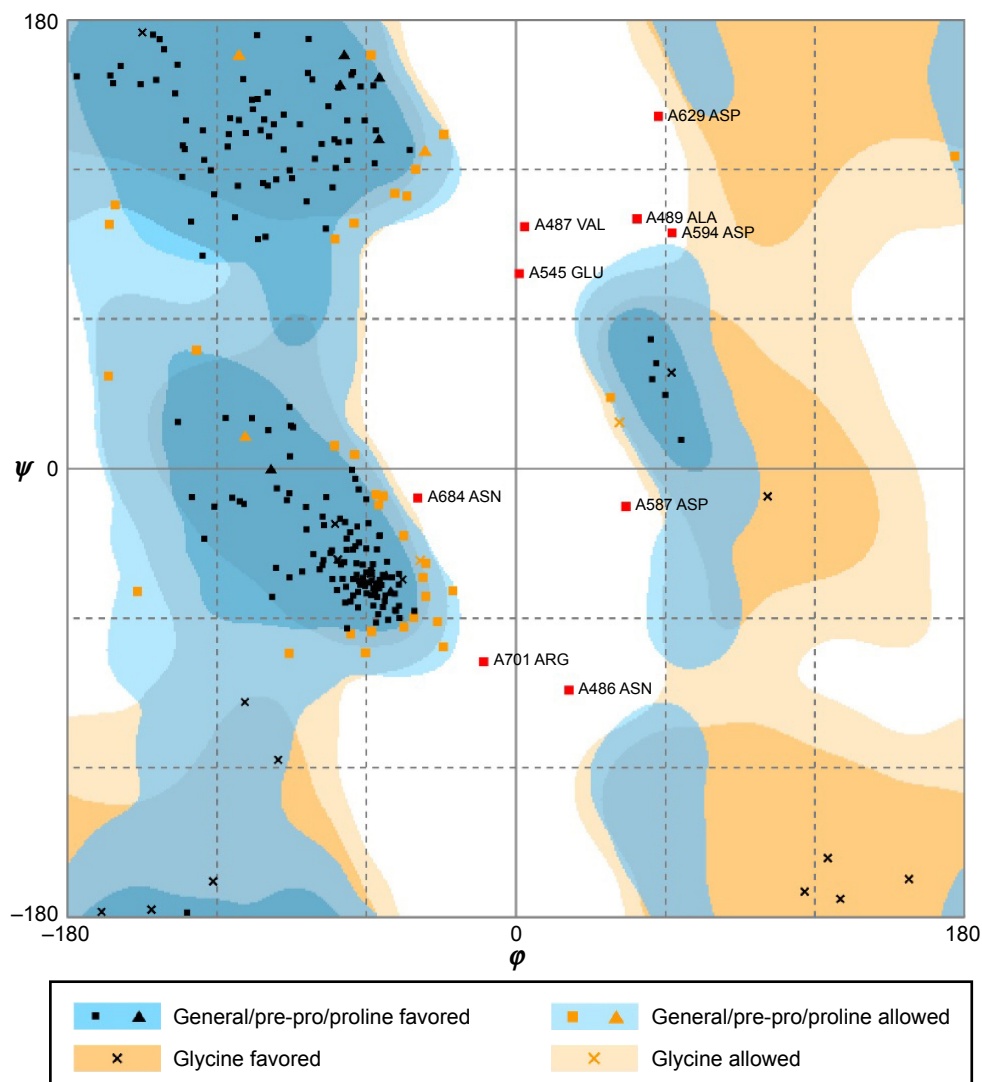 180
A629 ASP
A489 ALA
A487 VAL
A594 ASP
A545 GLU
ψ 0
A684 ASN
A587 ASP
A701 ARG
A486 ASN
–180
–180 0 180
φ
General/pre-pro/proline favored General/pre-pro/proline allowed
Glycine favored Glycine allowed